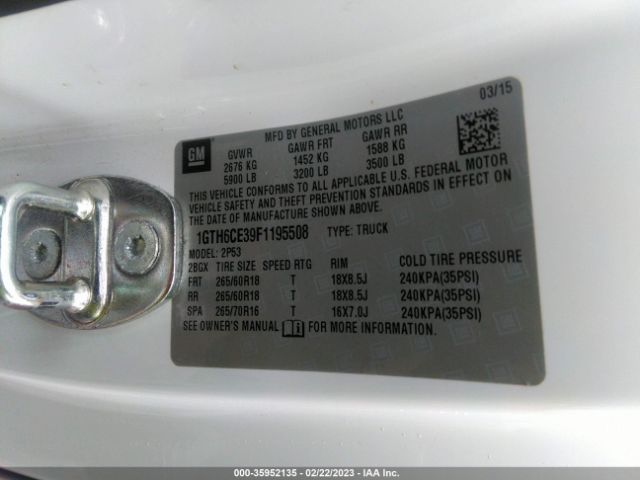 03/15
MFD BY GENERAL MOTORS LLC
GM
GVWR GAWR FRT GAWR RR
2676 KG 1452 KG 1588 KG
5900 LB 3200 LB 3500 LB
THIS VEHICLE CONFORMS TO ALL APPLICABLE U.S. FEDERAL MOTOR
VEHICLE SAFETY AND THEFT PREVENTION STANDARDS IN EFFECT ON
THE DATE OF MANUFACTURE SHOWN ABOVE.
1GTH6CE39F1195508 TYPE: TRUCK
MODEL: 2P53
2BGX TIRE SIZE SPEED RTG RIM COLD TIRE PRESSURE
FRT 265/60R18 T 18X8.5J 240KPA(35PSI)
RR 265/60R18 T 18X8.5J 240KPA(35PSI)
SPA 265/70R16 T 16X7.0J 240KPA(35PSI)
SEE OWNER'S MANUAL FOR MORE INFORMATION.
000-35952135 - 02/22/2023 - IAA Inc.